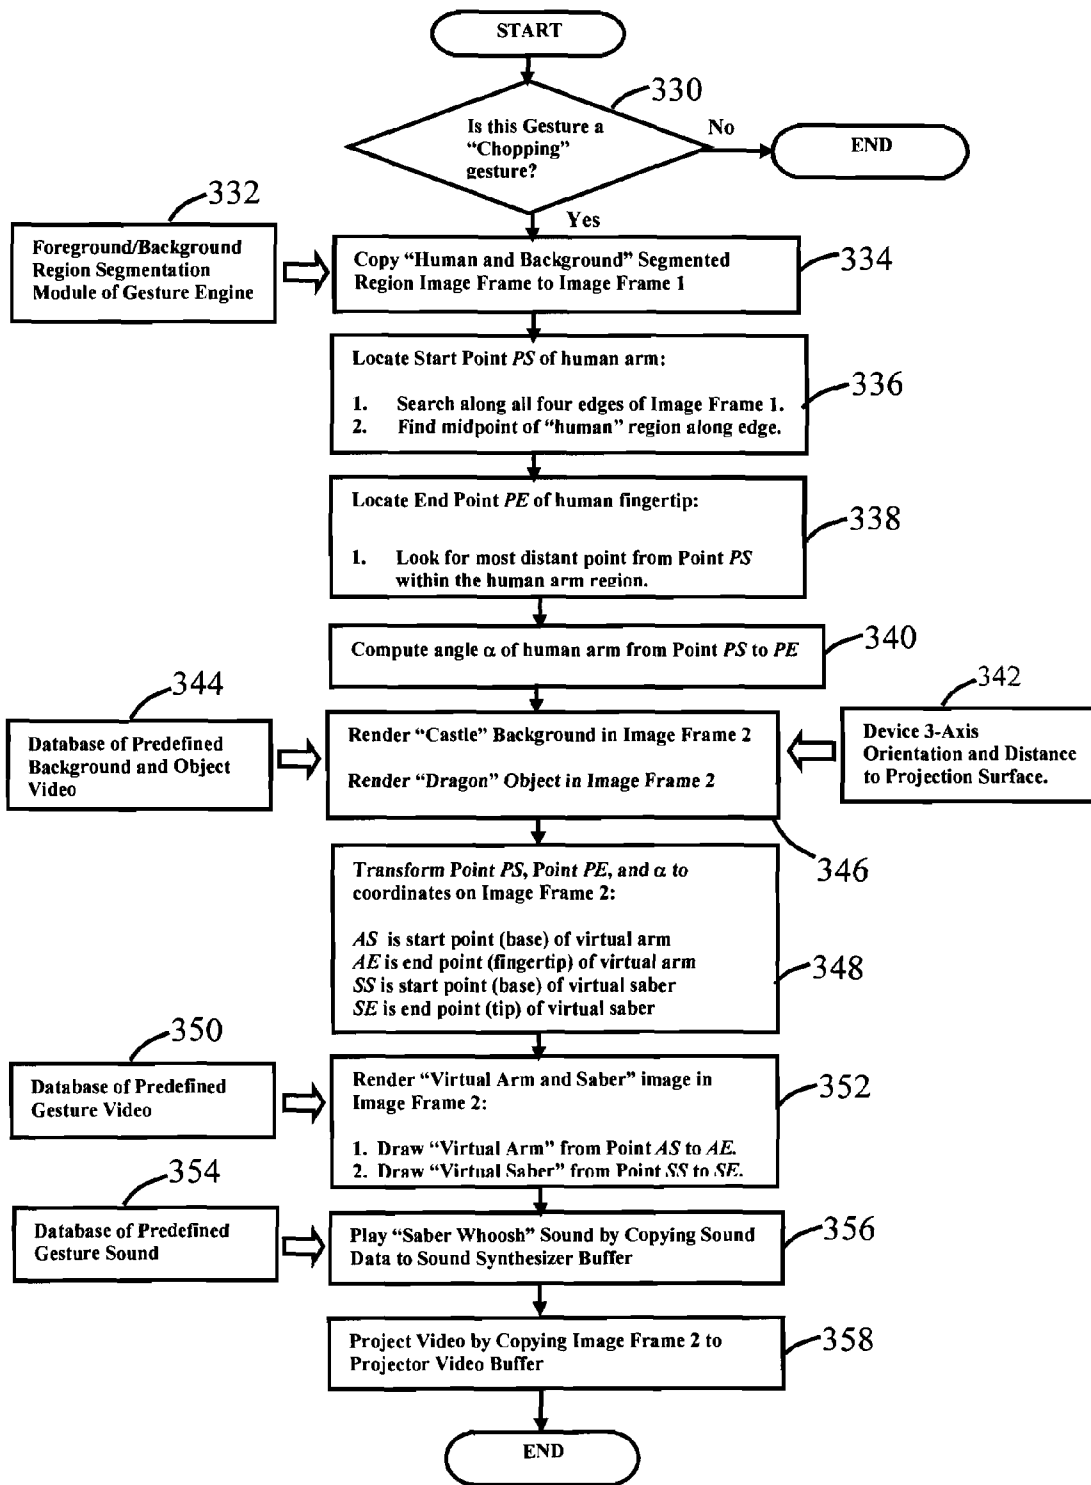 START
330
Is this Gesture a
“Chopping”
gesture?
No
END
Yes
332
Foreground/Background
Region Segmentation
Module of Gesture Engine
Copy “Human and Background” Segmented
Region Image Frame to Image Frame 1
334
Locate Start Point PS of human arm:
1. Search along all four edges of Image Frame 1.
2. Find midpoint of “human” region along edge.
336
Locate End Point PE of human fingertip:
1. Look for most distant point from Point PS
within the human arm region.
338
Compute angle α of human arm from Point PS to PE
340
344
Database of Predefined
Background and Object
Video
Render “Castle” Background in Image Frame 2
Render “Dragon” Object in Image Frame 2
342
Device 3-Axis
Orientation and Distance
to Projection Surface.
346
Transform Point PS, Point PE, and α to
coordinates on Image Frame 2:
AS is start point (base) of virtual arm
AE is end point (fingertip) of virtual arm
SS is start point (base) of virtual saber
SE is end point (tip) of virtual saber
348
350
Database of Predefined
Gesture Video
Render “Virtual Arm and Saber” image in
Image Frame 2:
1. Draw “Virtual Arm” from Point AS to AE.
2. Draw “Virtual Saber” from Point SS to SE.
352
354
Database of Predefined
Gesture Sound
Play “Saber Whoosh” Sound by Copying Sound
Data to Sound Synthesizer Buffer
356
Project Video by Copying Image Frame 2 to
Projector Video Buffer
358
END